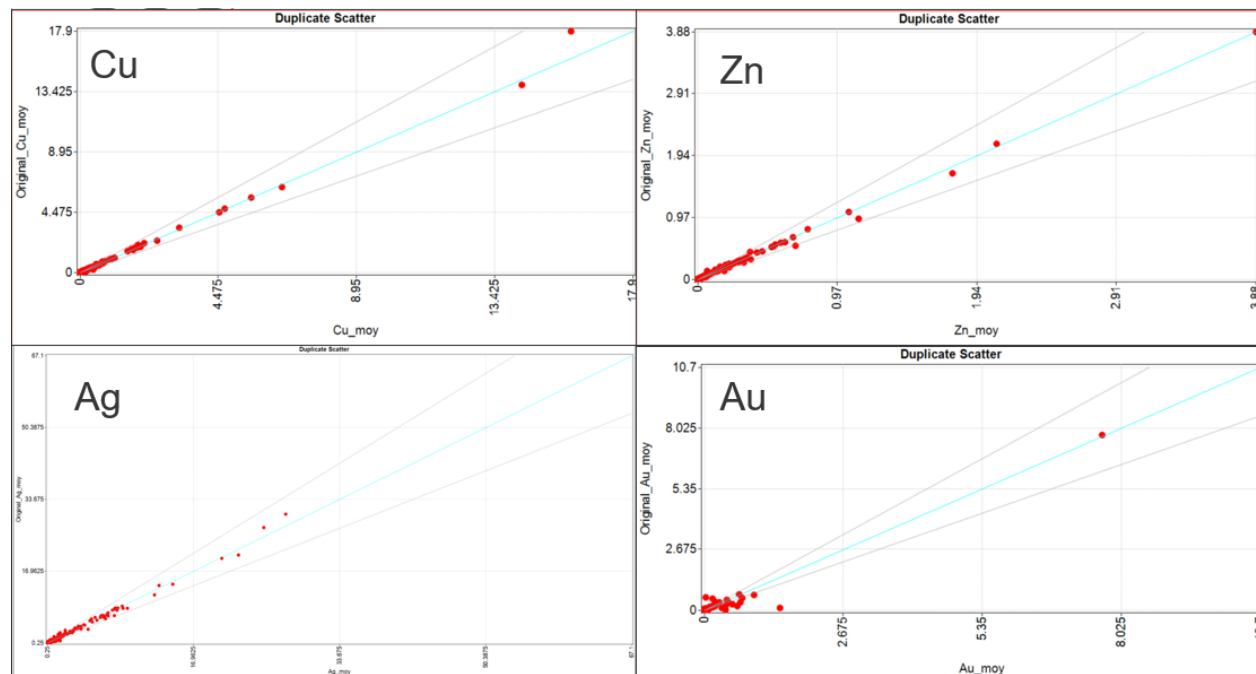 Duplicate Scatter
Cu
Original_Cu_moy
17.9
13.425
8.95
4.475
0
0
4.475
8.95
13.425
17.9
Cu_moy
Duplicate Scatter
Zn
Original_Zn_moy
3.88
2.91
1.94
0.97
0
0
0.97
1.94
2.91
3.88
Zn_moy
Duplicate Scatter
Ag
Original_Ag_moy
67.1
50.3875
33.675
16.9625
0.25
0.25
16.9625
33.675
50.3875
67.1
Ag_moy
Duplicate Scatter
Au
Original_Au_moy
10.7
8.025
5.35
2.675
0
0
2.675
5.35
8.025
Au_moy